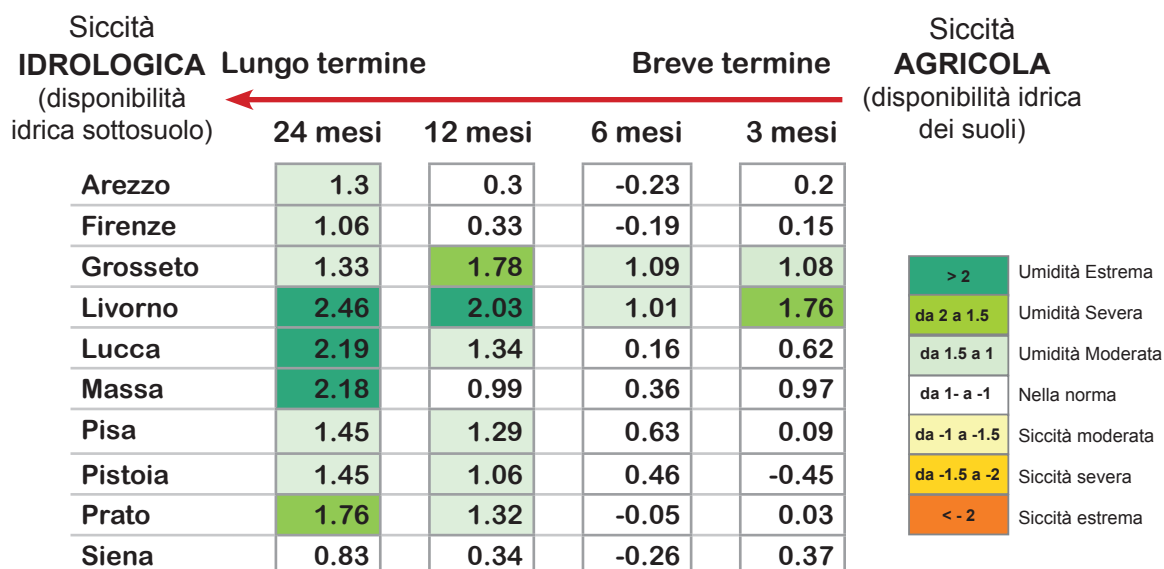 Siccità
IDROLOGICA
(disponibilità
idrica sottosuolo)
Lungo termine
Breve termine
Siccità
AGRICOLA
(disponibilità idrica
dei suoli)
24 mesi 12 mesi 6 mesi 3 mesi
Arezzo 1.3 0.3 -0.23 0.2
Firenze 1.06 0.33 -0.19 0.15
Grosseto 1.33 1.78 1.09 1.08
Livorno 2.46 2.03 1.01 1.76
Lucca 2.19 1.34 0.16 0.62
Massa 2.18 0.99 0.36 0.97
Pisa 1.45 1.29 0.63 0.09
Pistoia 1.45 1.06 0.46 -0.45
Prato 1.76 1.32 -0.05 0.03
Siena 0.83 0.34 -0.26 0.37
> 2 Umidità Estrema
da 2 a 1.5 Umidità Severa
da 1.5 a 1 Umidità Moderata
da 1- a -1 Nella norma
da -1 a -1.5 Siccità moderata
da -1.5 a -2 Siccità severa
< - 2 Siccità estrema